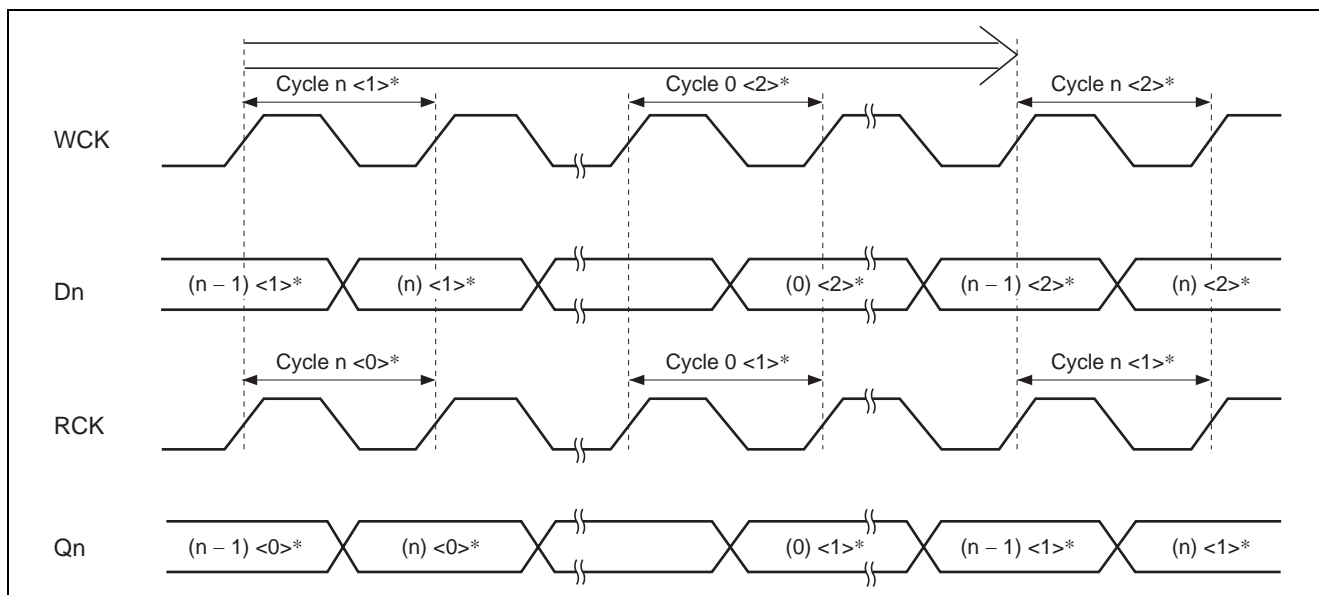 Cycle n <1>* Cycle 0 <2>* Cycle n <2>*
WCK
Dn (n − 1) <1>* (n) <1>* (0) <2>* (n − 1) <2>* (n) <2>*
Cycle n <0>* Cycle 0 <1>* Cycle n <1>*
RCK
Qn (n − 1) <0>* (n) <0>* (0) <1>* (n − 1) <1>* (n) <1>*